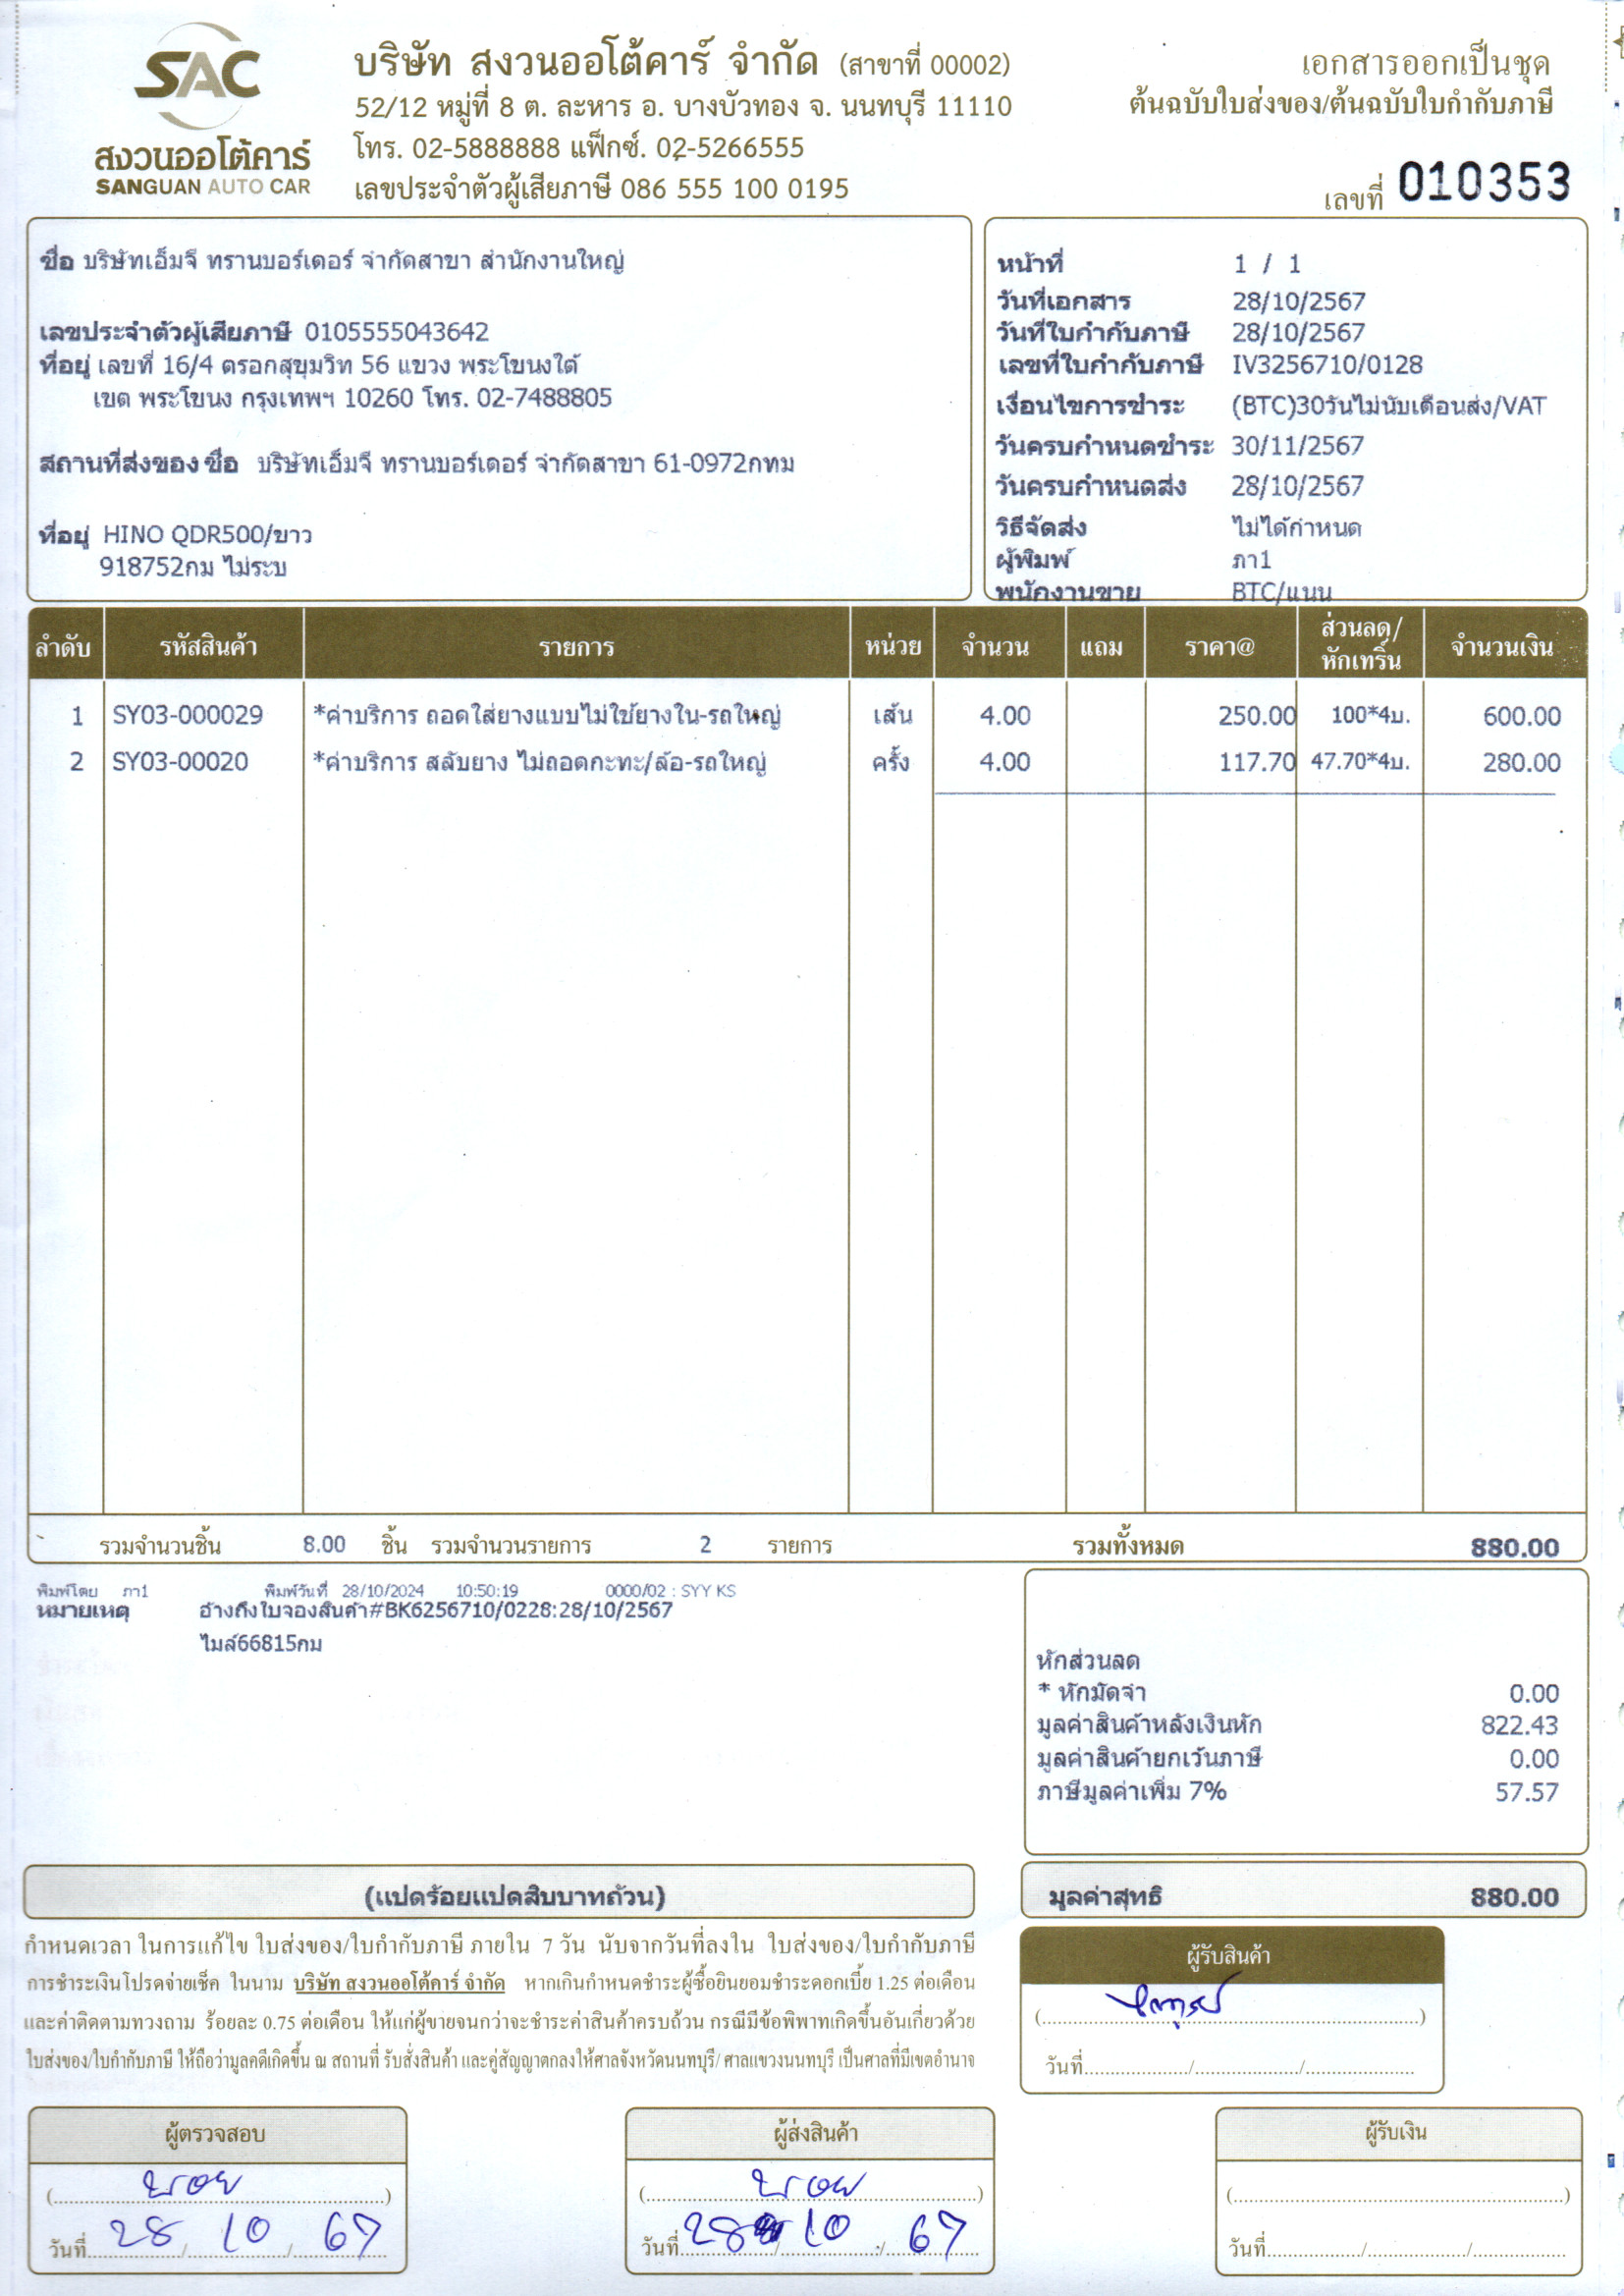 SAC
สงวนออโต้คาร์
SANGUAN AUTO CAR
บริษัท สงวนออโต้คาร์ จำกัด (สาขาที่ 00002)
52/12 หมู่ที่ 8 ต. ละหาร อ. บางบัวทอง จ. นนทบุรี 11110
โทร. 02-5888888 แฟ็กซ์. 02-5266555
เลขประจำตัวผู้เสียภาษี 086 555 100 0195
เอกสารออกเป็นชุด
ต้นฉบับใบส่งของ/ต้นฉบับใบกำกับภาษี
เลขที่ 010353
ชื่อ บริษัทเอ็มจี ทรานบอร์เดอร์ จำกัดสาขา สำนักงานใหญ่
เลขประจำตัวผู้เสียภาษี 0105555043642
ที่อยู่ เลขที่ 16/4 ตรอกสุขุมวิท 56 แขวง พระโขนงใต้
เขต พระโขนง กรุงเทพฯ 10260 โทร. 02-7488805
สถานที่ส่งของ ชื่อ บริษัทเอ็มจี ทรานบอร์เดอร์ จำกัดสาขา 61-0972กทม
ที่อยู่ HINO QDR500/ขาว
918752กม ไม่ระบ
หน้าที่ 1 / 1
วันที่เอกสาร 28/10/2567
วันที่ใบกำกับภาษี 28/10/2567
เลขที่ใบกำกับภาษี IV3256710/0128
เงื่อนไขการชำระ (BTC)30วันไม่นับเดือนส่ง/VAT
วันครบกำหนดชำระ 30/11/2567
วันครบกำหนดส่ง 28/10/2567
วิธีจัดส่ง ไม่ได้กำหนด
ผู้พิมพ์ ภา1
พนักงานขาย BTC/แนน
ลำดับ รหัสสินค้า รายการ หน่วย จำนวน แถม ราคา@ ส่วนลด/หักเทริ์น จำนวนเงิน
1 SY03-000029 *ค่าบริการ ถอดใส่ยางแบบไม่ใช้ยางใน-รถใหญ่ เส้น 4.00 250.00 100*4บ. 600.00
2 SY03-00020 *ค่าบริการ สลับยาง ไม่ถอดกะทะ/ล้อ-รถใหญ่ ครั้ง 4.00 117.70 47.70*4บ. 280.00
รวมจำนวนชิ้น 8.00 ชิ้น รวมจำนวนรายการ 2 รายการ รวมทั้งหมด 880.00
พิมพ์โดย ภา1 พิมพ์วันที่ 28/10/2024 10:50:19 0000/02 : SYY KS
หมายเหตุ อ้างถึงใบจองสินค้า#BK6256710/0228:28/10/2567
ไมล์66815กม
หักส่วนลด
* หักมัดจำ 0.00
มูลค่าสินค้าหลังเงินหัก 822.43
มูลค่าสินค้ายกเว้นภาษี 0.00
ภาษีมูลค่าเพิ่ม 7% 57.57
(แปดร้อยแปดสิบบาทถ้วน)
มูลค่าสุทธิ 880.00
กำหนดเวลา ในการแก้ไข ใบส่งของ/ใบกำกับภาษี ภายใน 7 วัน นับจากวันที่ลงใน ใบส่งของ/ใบกำกับภาษี
การชำระเงินโปรดจ่ายเช็ค ในนาม บริษัท สงวนออโต้คาร์ จำกัด หากเกินกำหนดชำระผู้ซื้อยินยอมชำระดอกเบี้ย 1.25 ต่อเดือน
และค่าติดตามทวงถาม ร้อยละ 0.75 ต่อเดือน ให้แก่ผู้ขายจนกว่าจะชำระค่าสินค้าครบถ้วน กรณีมีข้อพิพาทเกิดขึ้นอันเกี่ยวด้วย
ใบส่งของ/ใบกำกับภาษี ให้ถือว่ามูลคดีเกิดขึ้น ณ สถานที่ รับสั่งสินค้า และคู่สัญญาตกลงให้ศาลจังหวัดนนทบุรี/ ศาลแขวงนนทบุรี เป็นศาลที่มีเขตอำนาจ
ผู้รับสินค้า
วันที่
ผู้ตรวจสอบ
วันที่ 28 / 10 / 67
ผู้ส่งสินค้า
วันที่ 28 / 10 / 67
ผู้รับเงิน
วันที่